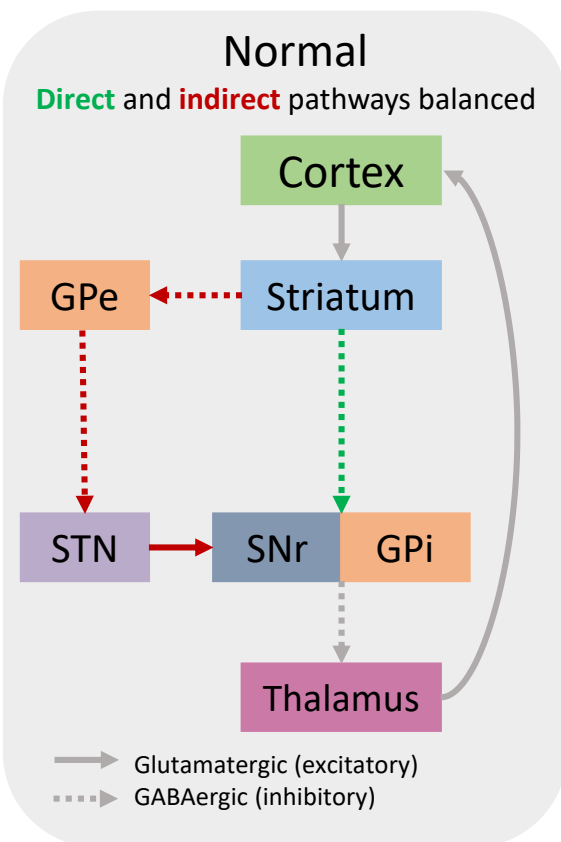 Normal
Direct and indirect pathways balanced
Cortex
GPe
Striatum
STN
SNr
GPi
Thalamus
Glutamatergic (excitatory)
GABAergic (inhibitory)